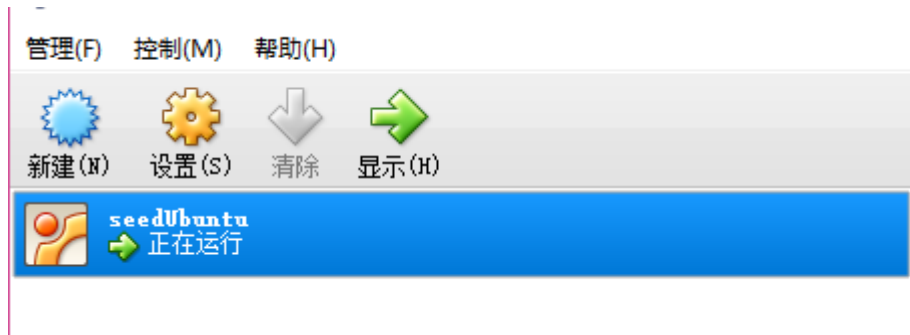 管理(F) 控制(M) 帮助(H)
新建(N) 设置(S) 清除 显示(H)
seedUbuntu
正在运行